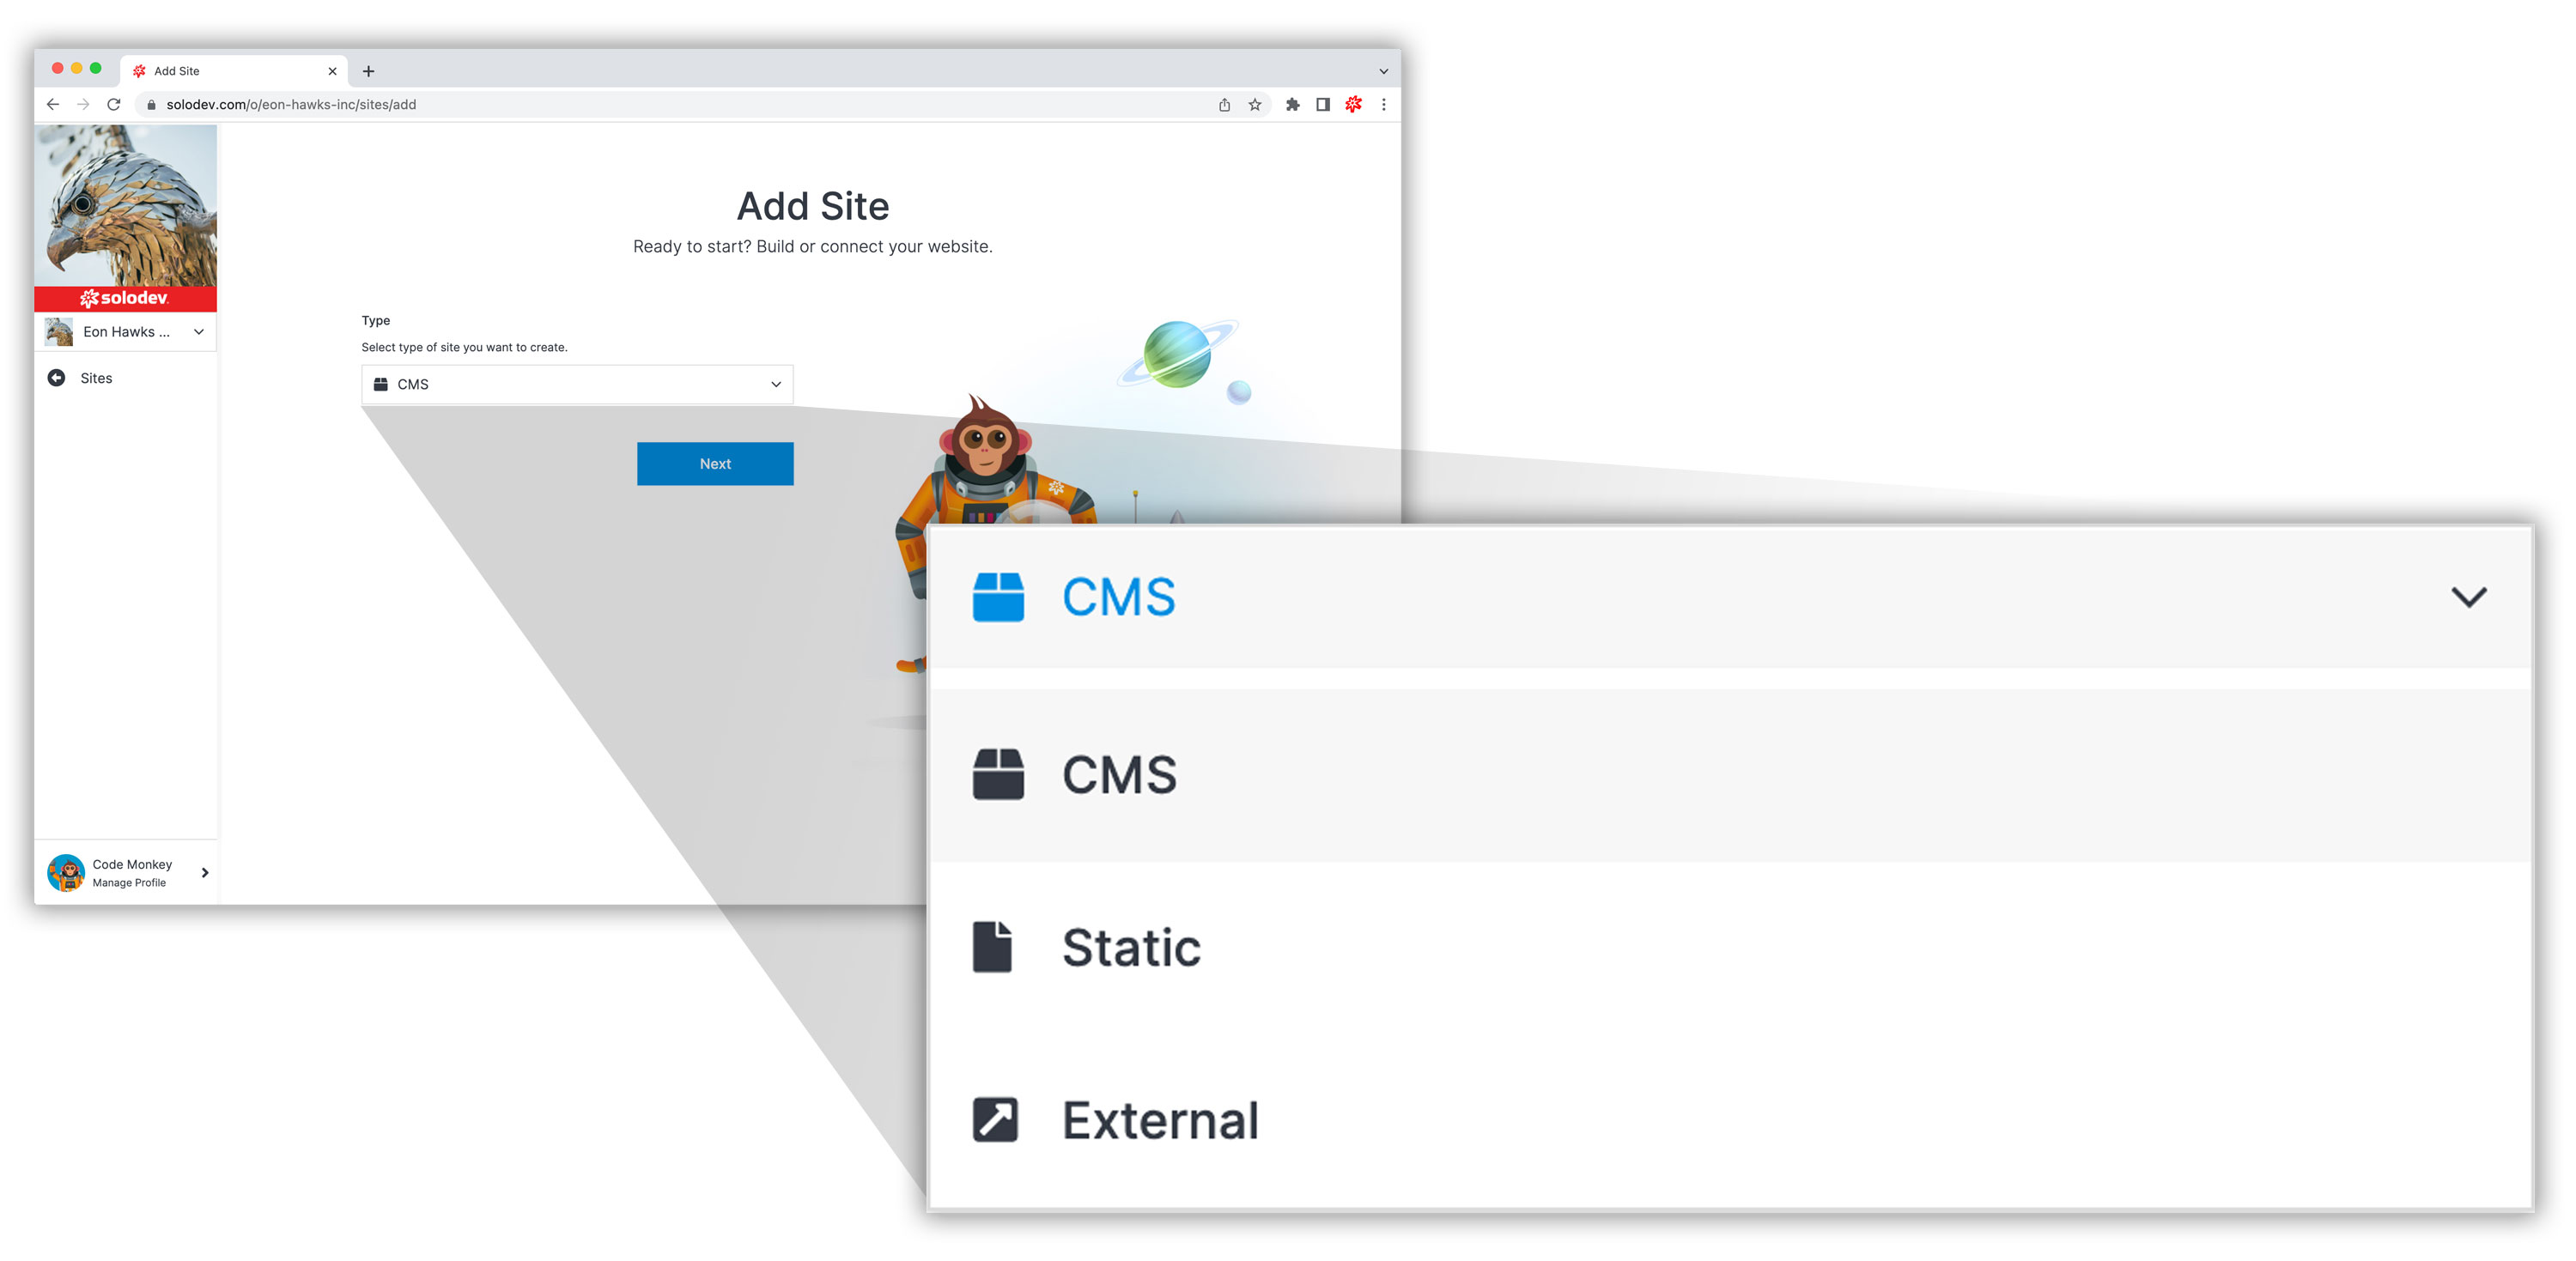 Add Site
solodev.com/o/eon-hawks-inc/sites/add
solodev
Eon Hawks ...
Sites
Code Monkey
Manage Profile
Add Site
Ready to start? Build or connect your website.
Type
Select type of site you want to create.
CMS
Next
CMS
CMS
Static
External